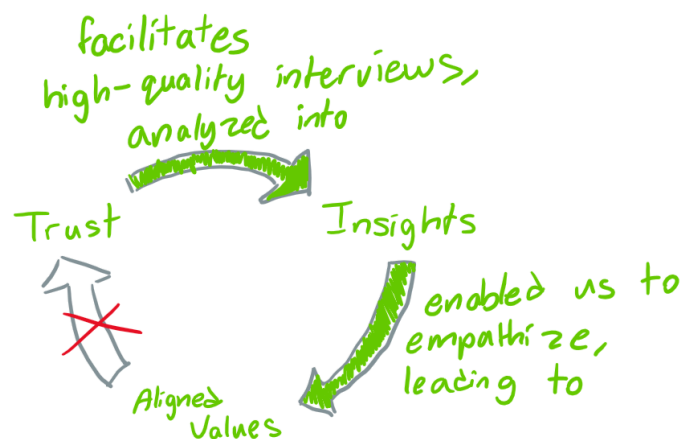 facilitates
high-quality interviews,
analyzed into
Trust
Insights
enabled us to
empathize,
leading to
Aligned
Values